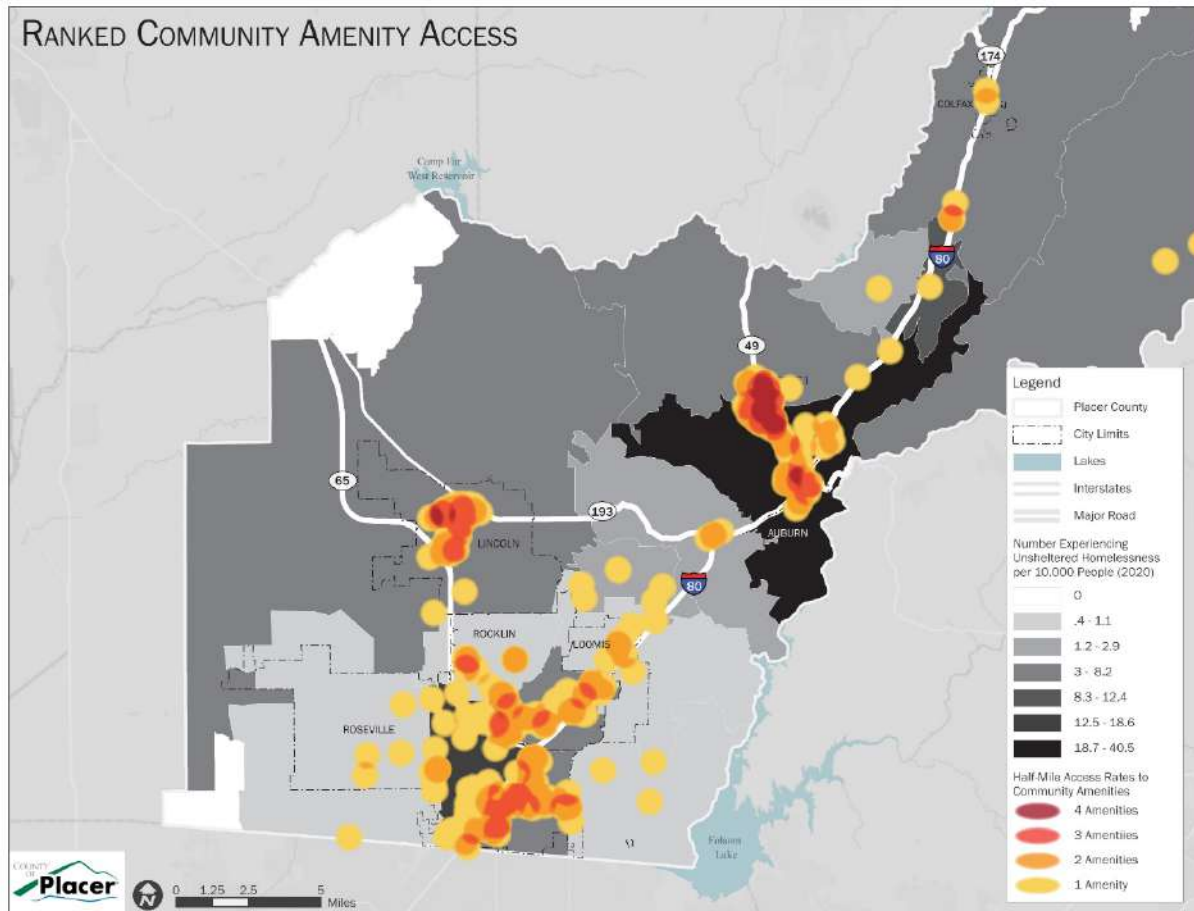 RANKED COMMUNITY AMENITY ACCESS
174
COLFAX
Camp Far
West Reservoir
80
49
65
193
LINCOLN
AUBURN
80
ROCKLIN
LOOMIS
ROSEVILLE
Folsom
Lake
Legend
Placer County
City Limits
Lakes
Interstates
Major Road
Number Experiencing
Unsheltered Homelessness
per 10,000 People (2020)
0
.4 - 1.1
1.2 - 2.9
3 - 8.2
8.3 - 12.4
12.5 - 18.6
18.7 - 40.5
Half-Mile Access Rates to
Community Amenities
4 Amenities
3 Amentiies
2 Amenities
1 Amenity
COUNTY
OF
Placer
N
0 1.25 2.5 5
Miles